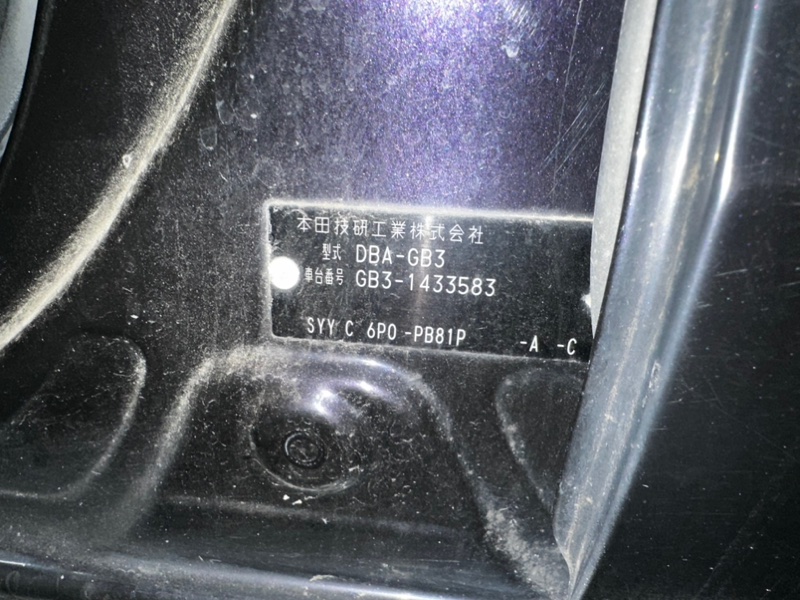 本田技研工業株式会社
型式 DBA-GB3
車台番号 GB3-1433583
SYY C 6P0 -PB81P -A -C